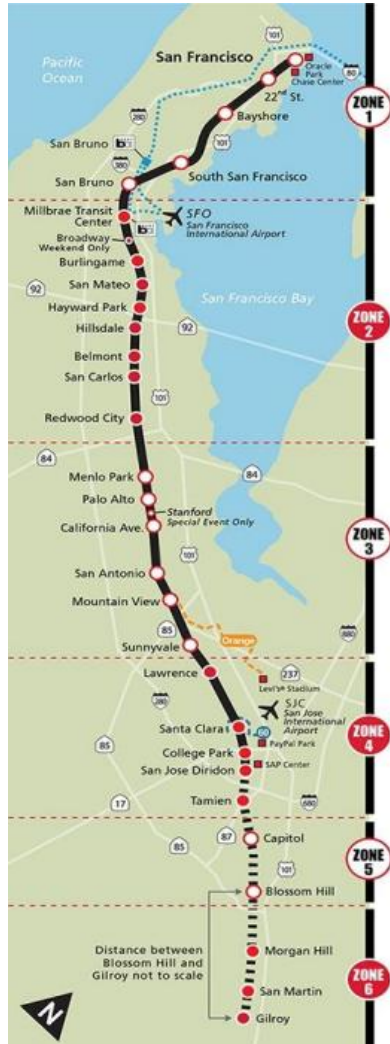 101
Pacific
Ocean
San Francisco
80
Oracle
Park
Chase Center
22nd St.
ZONE
1
280
Bayshore
San Bruno
101
380
South San Francisco
San Bruno
Millbrae Transit
Center
SFO
San Francisco
International Airport
Broadway
Weekend Only
Burlingame
San Mateo
San Francisco Bay
92
Hayward Park
Hillsdale
92
ZONE
2
Belmont
San Carlos
101
Redwood City
84
84
Menlo Park
Palo Alto
Stanford
Special Event Only
California Ave.
ZONE
3
101
San Antonio
Mountain View
85
Orange
880
Sunnyvale
237
Lawrence
Levi's® Stadium
280
SJC
San Jose
International
Airport
Santa Clara
60
PayPal Park
ZONE
4
85
College Park
SAP Center
San Jose Diridon
17
Tamien
680
87
Capitol
85
101
ZONE
5
Blossom Hill
Distance between
Blossom Hill and
Gilroy not to scale
Morgan Hill
ZONE
6
San Martin
N
Gilroy